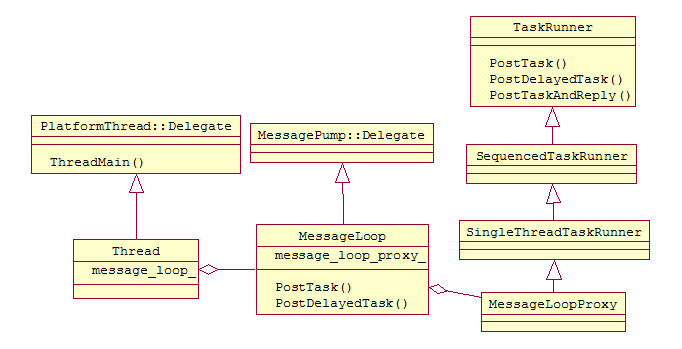 TaskRunner
PostTask()
PostDelayedTask()
PostTaskAndReply()
PlatformThread::Delegate
ThreadMain()
MessagePump::Delegate
SequencedTaskRunner
SingleThreadTaskRunner
Thread
message_loop_
MessageLoop
message_loop_proxy_
PostTask()
PostDelayedTask()
MessageLoopProxy